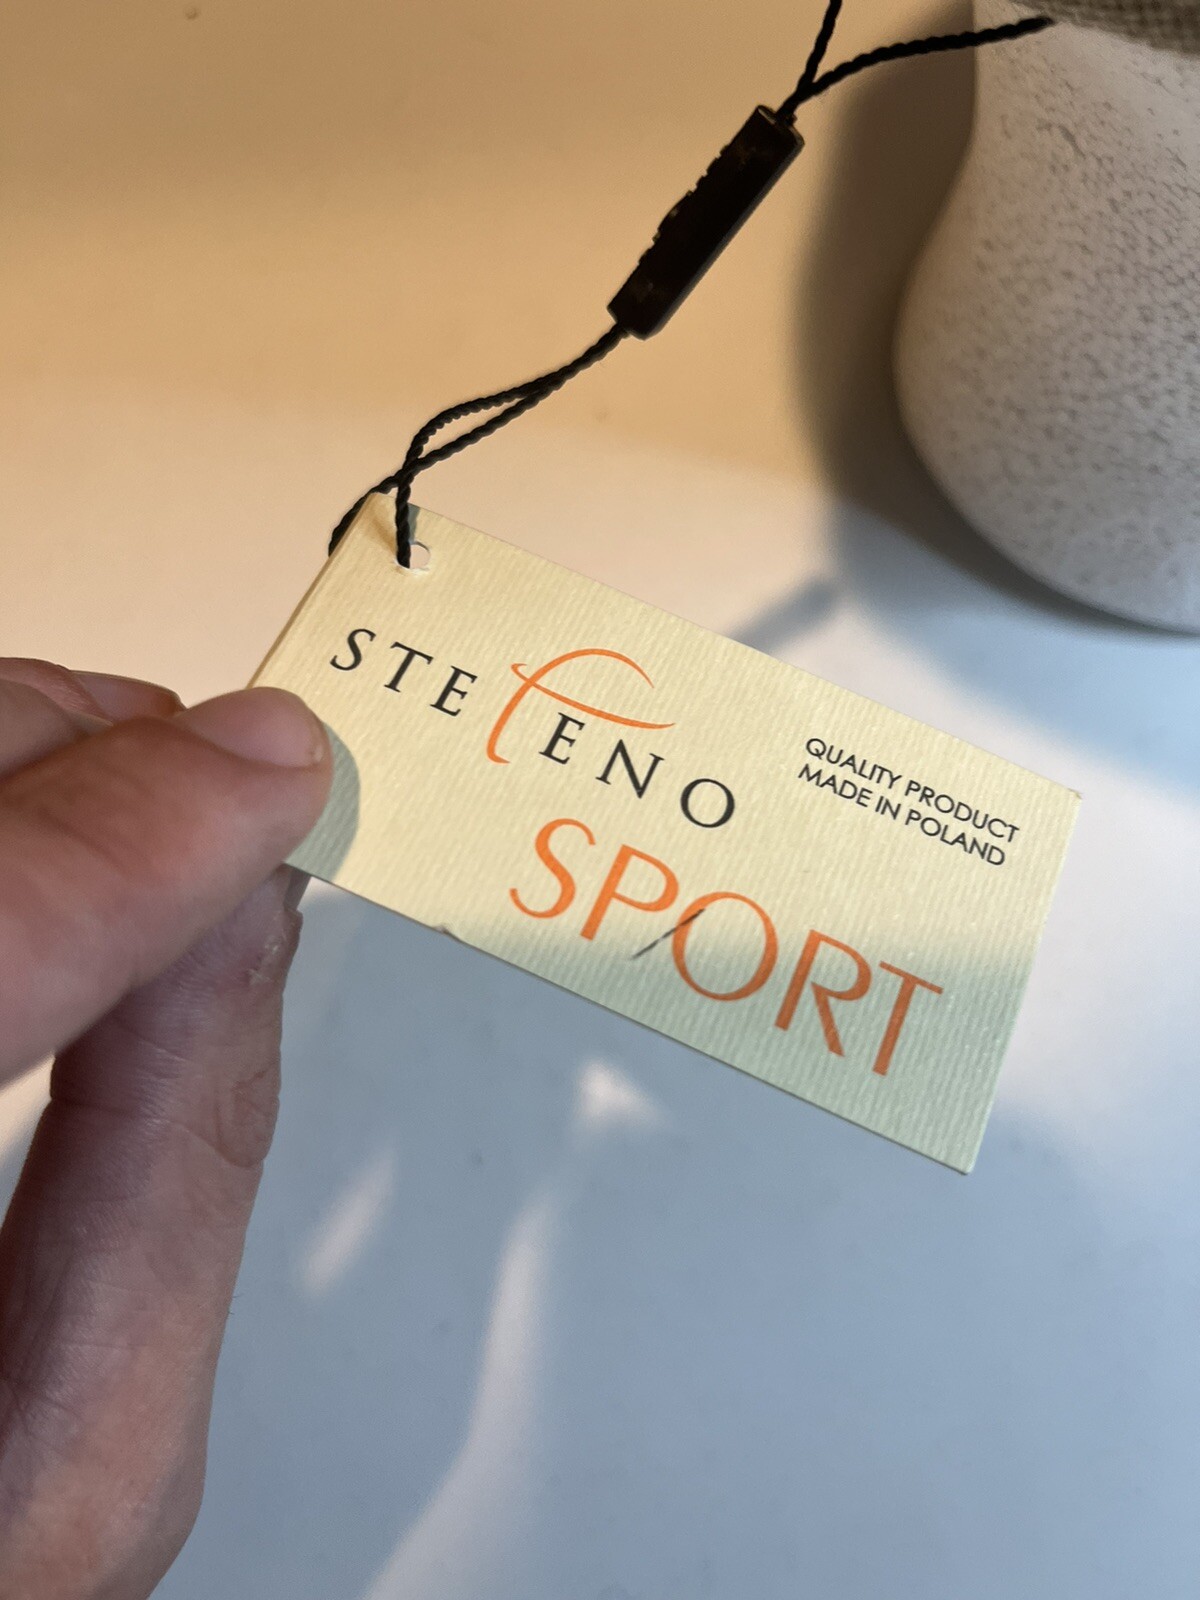 STEfENO
SPORT
QUALITY PRODUCT
MADE IN POLAND